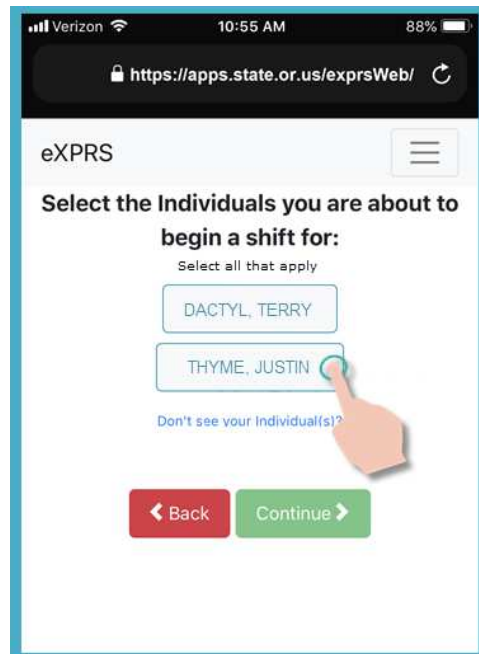 Verizon 10:55 AM 88%
https://apps.state.or.us/exprsWeb/
eXPRS
Select the Individuals you are about to
begin a shift for:
Select all that apply
DACTYL, TERRY
THYME, JUSTIN
Don't see your Individual(s)?
Back Continue